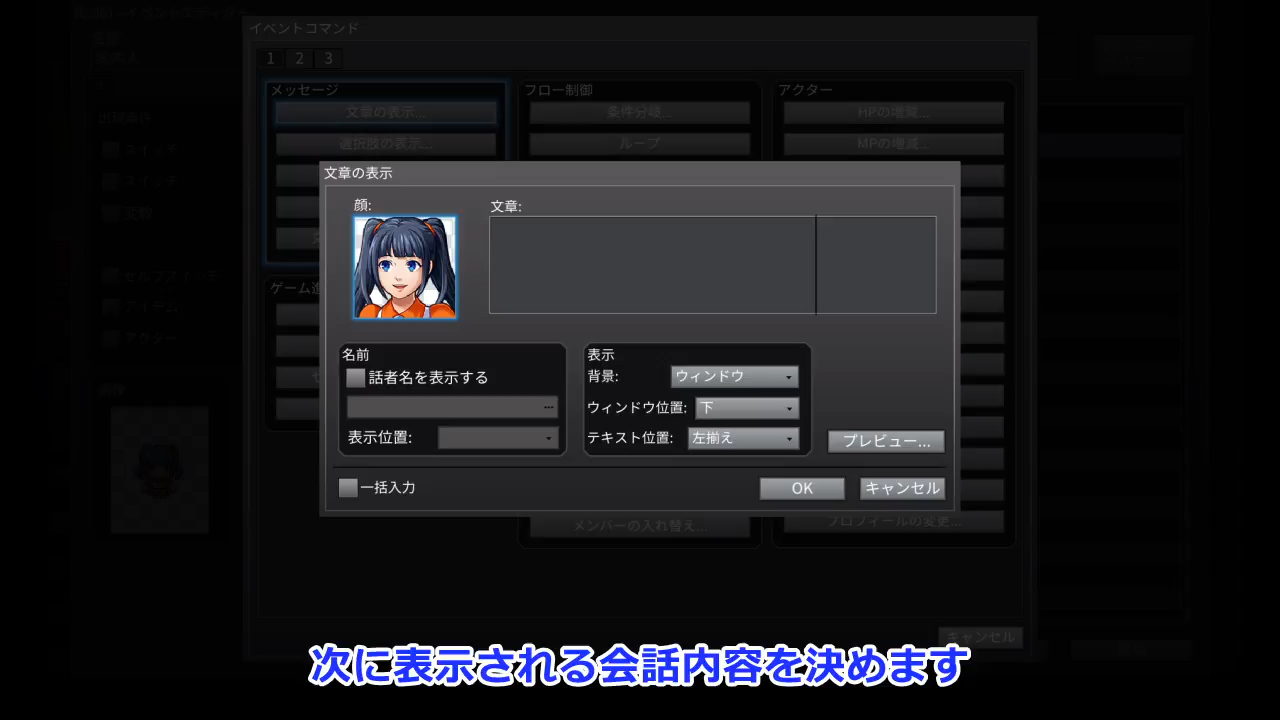 イベントコマンド
1 2 3
メッセージ
文章の表示...
選択肢の表示...
フロー制御
条件分岐...
ループ
アクター
HPの増減...
MPの増減...
文章の表示
顔:
文章:
名前
話者名を表示する
...
表示位置:
表示
背景:
ウィンドウ
ウィンドウ位置:
下
テキスト位置:
左揃え
プレビュー...
一括入力
OK
キャンセル
メンバーの入れ替え...
プロフィールの変更...
キャンセル
次に表示される会話内容を決めます